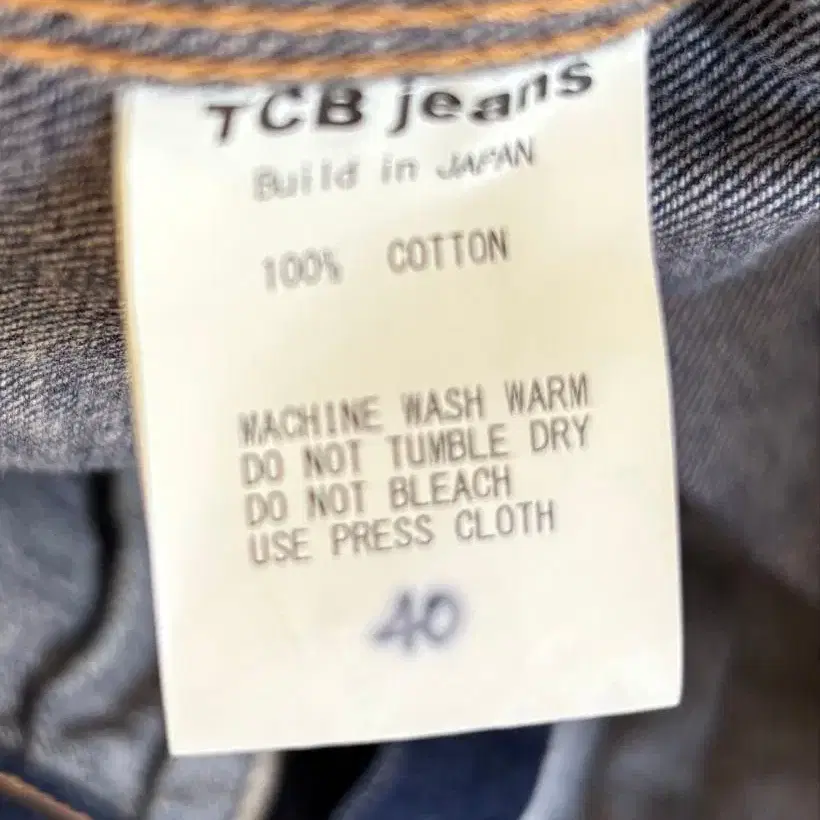 TCB jeans
Build in JAPAN
100% COTTON
MACHINE WASH WARM
DO NOT TUMBLE DRY
DO NOT BLEACH
USE PRESS CLOTH
40